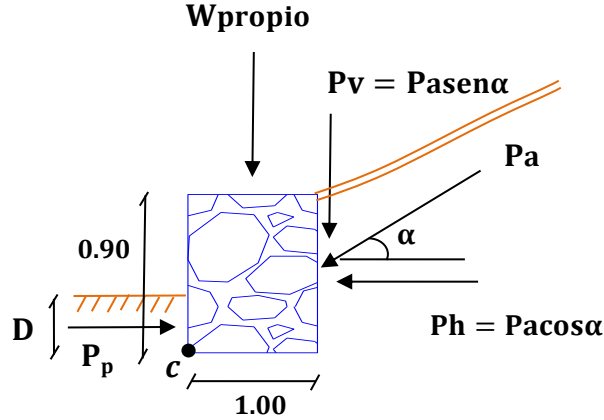 Wpropio
Pv = Pasenα
Pa
α
0.90
D
Pp
c
Ph = Pacosα
1.00